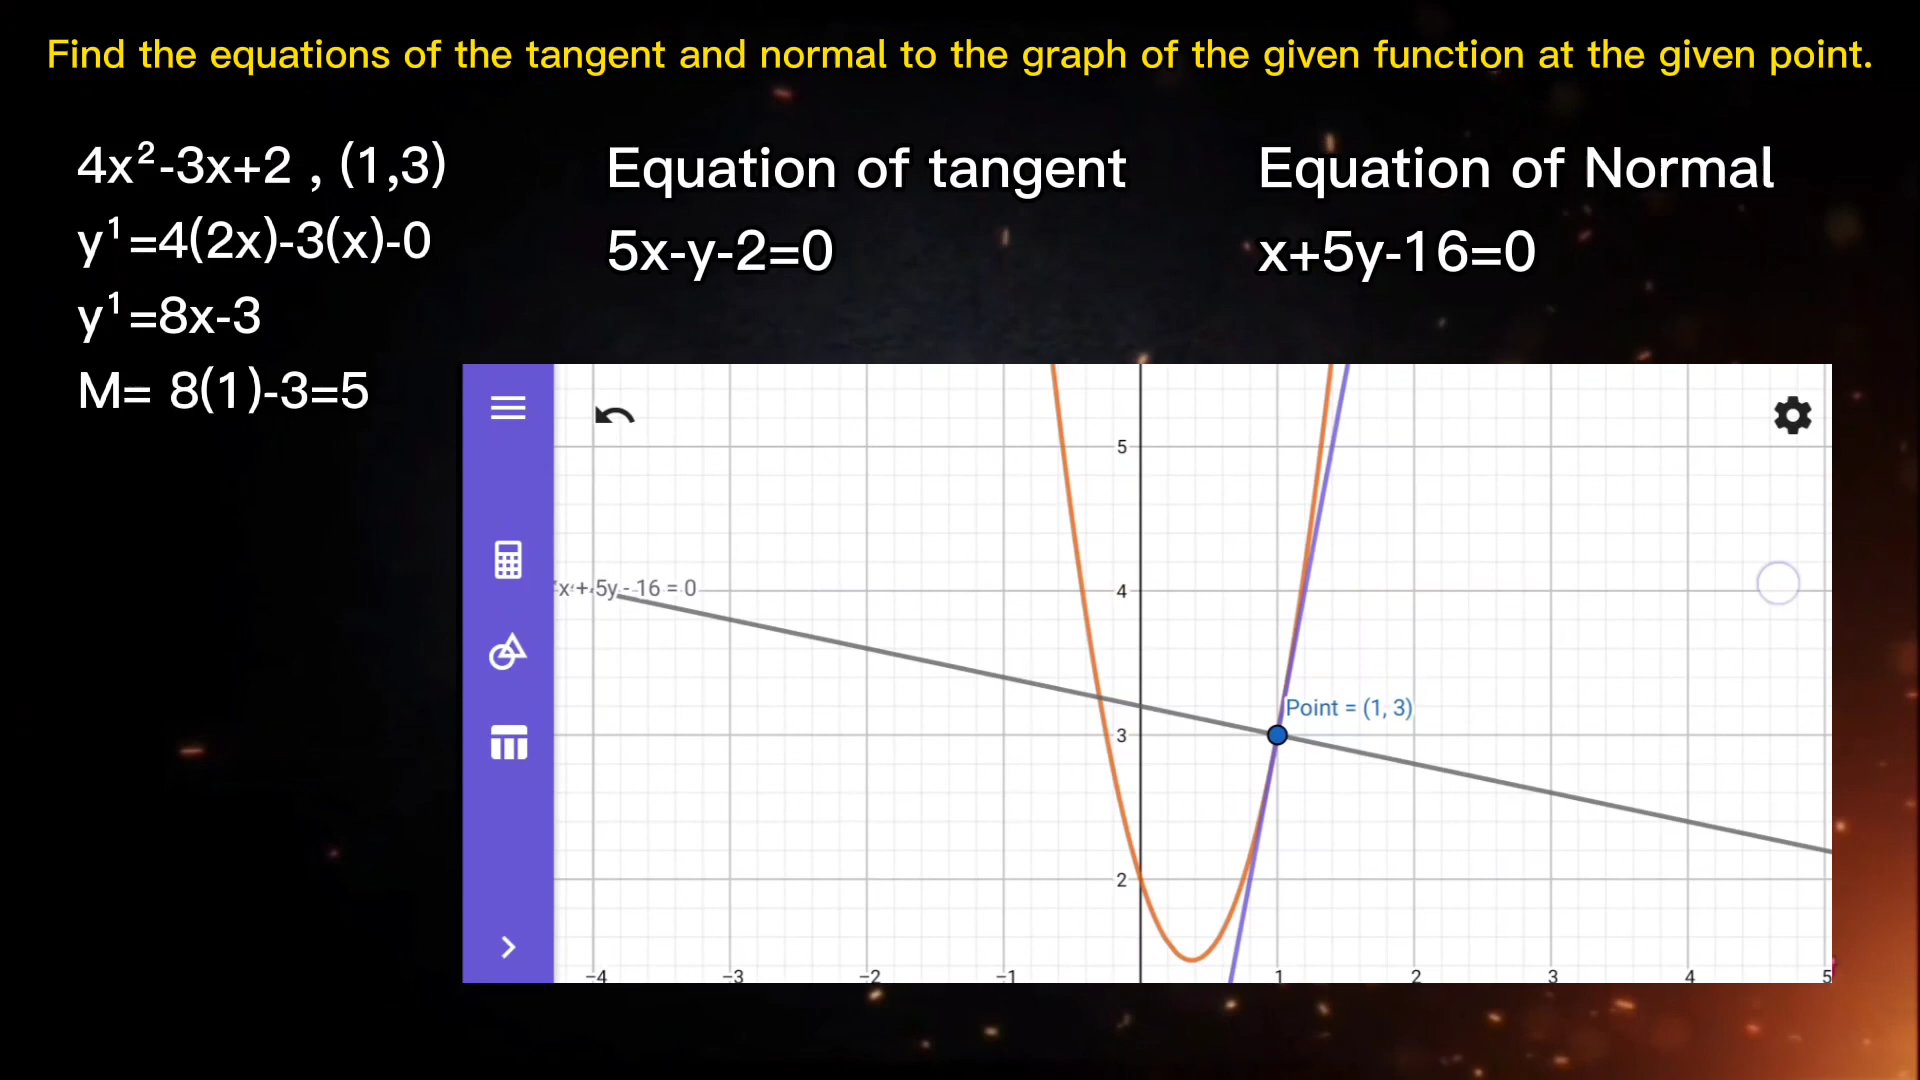 Find the equations of the tangent and normal to the graph of the given function at the given point.
4x²-3x+2 , (1,3)
y¹=4(2x)-3(x)-0
y¹=8x-3
M= 8(1)-3=5
Equation of tangent
5x-y-2=0
Equation of Normal
x+5y-16=0
5
x+5y-16 = 0
4
Point = (1, 3)
3
2
-4 -3 -2 -1 1 2 3 4 5